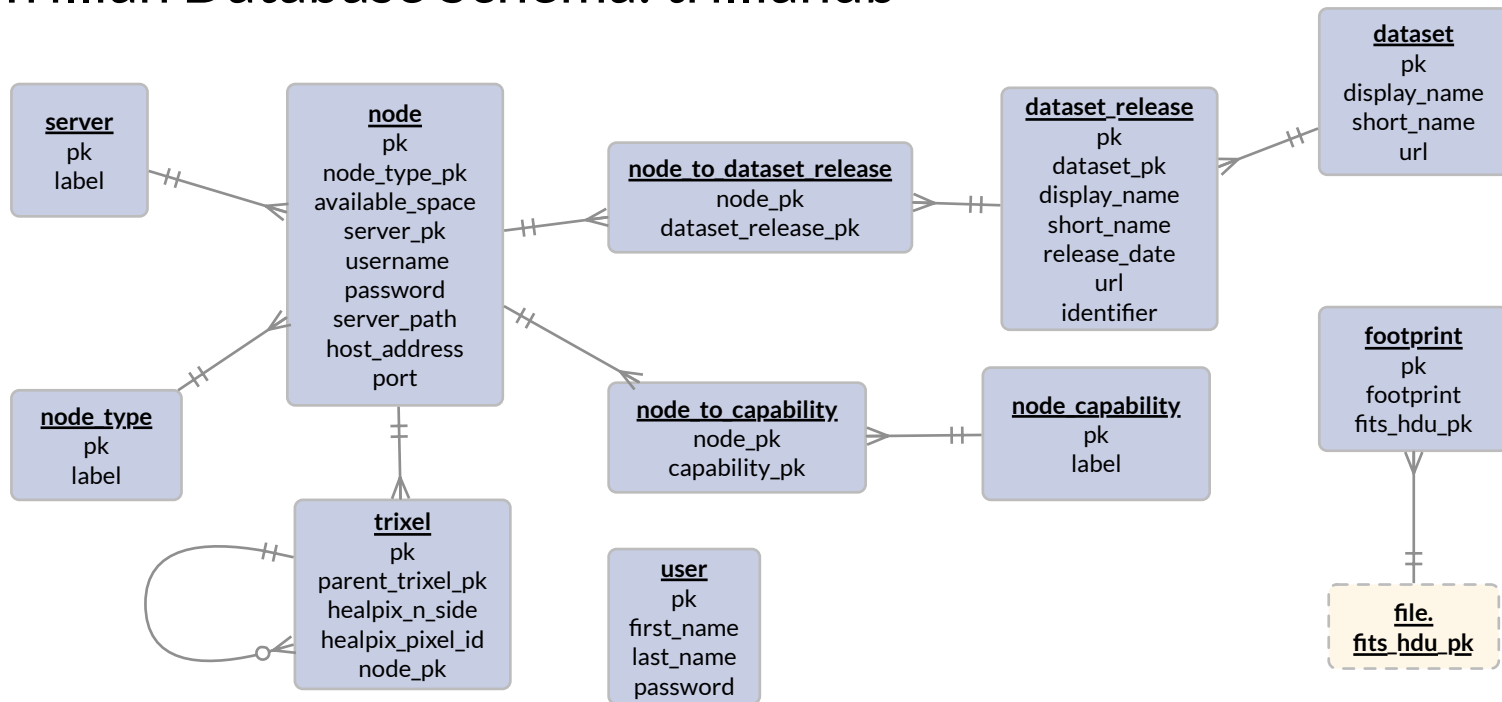 Database Schema:
server
pk
label
node
pk
node_type_pk
available_space
server_pk
username
password
server_path
host_address
port
node_to_dataset_release
node_pk
dataset_release_pk
dataset_release
pk
dataset_pk
display_name
short_name
release_date
url
identifier
dataset
pk
display_name
short_name
url
node_type
pk
label
node_to_capability
node_pk
capability_pk
node_capability
pk
label
footprint
pk
footprint
fits_hdu_pk
trixel
pk
parent_trixel_pk
healpix_n_side
healpix_pixel_id
node_pk
user
pk
first_name
last_name
password
file.
fits_hdu_pk